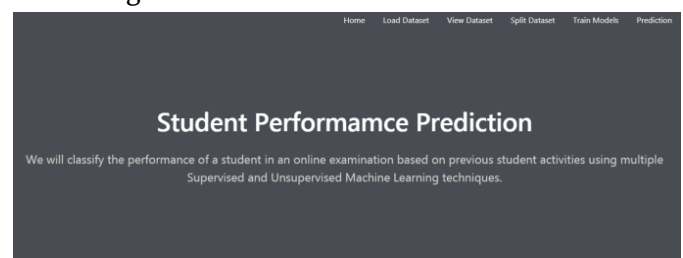 Home Load Dataset View Dataset Split Dataset Train Models Prediction
Student Performamce Prediction
We will classify the performance of a student in an online examination based on previous student activities using multiple
Supervised and Unsupervised Machine Learning techniques.